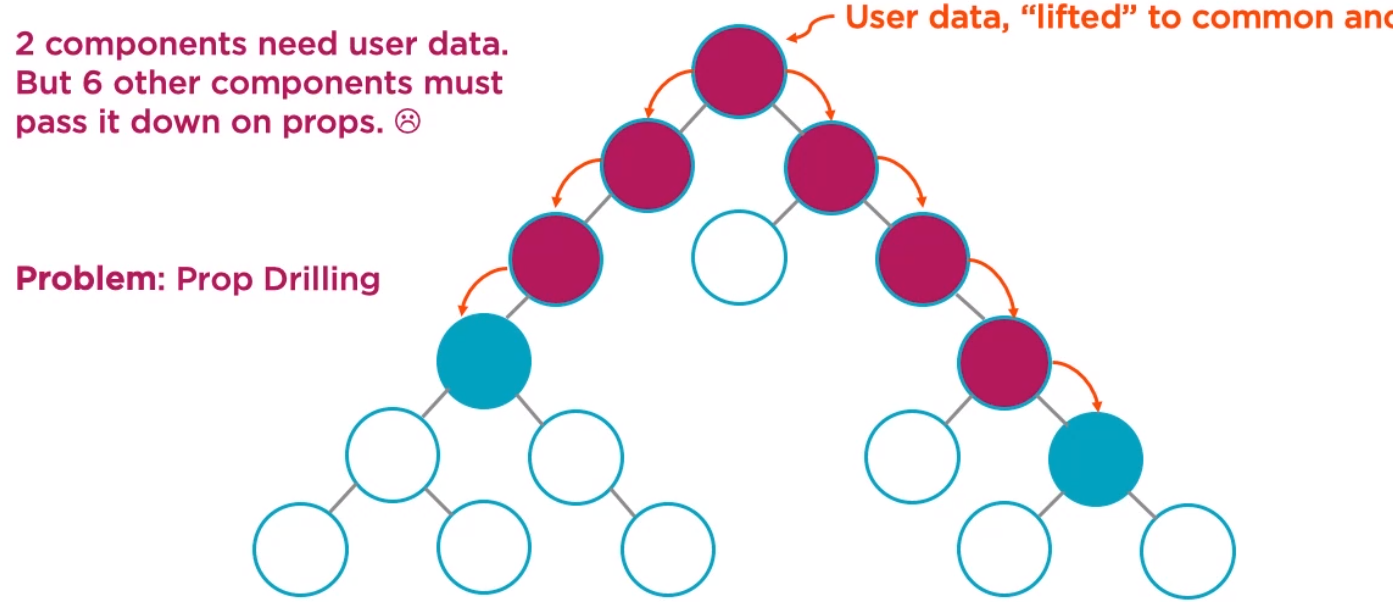 User data, “lifted” to common
2 components need user data.
But 6 other components must
pass it down on props. ☹
Problem: Prop Drilling